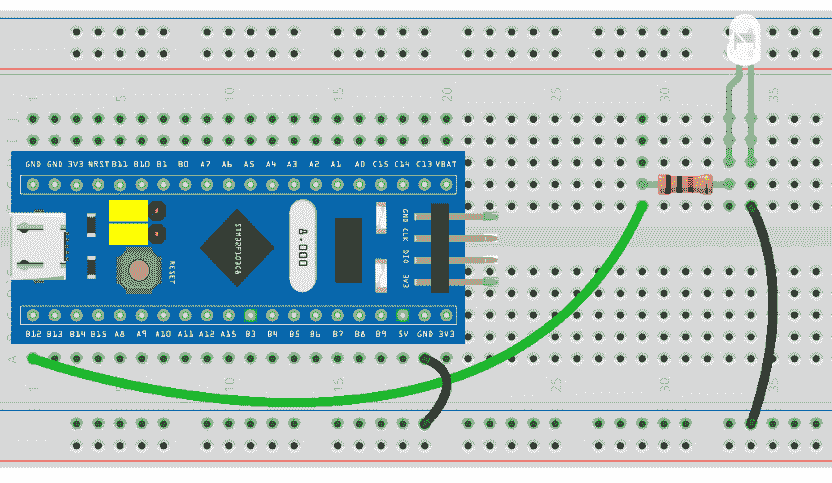 1 5 10 15 20 25 30 35
J
I
GND GND 3V3 NRST B11 B10 B1 B0 A7 A6 A5 A4 A3 A2 A1 A0 C15 C14 C13 VBAT
RESET
STM32F103C8
8.000
GND CLK DIO 3V3
B12 B13 B14 B15 A8 A9 A10 A11 A12 A15 B3 B4 B5 B6 B7 B8 B9 5V GND 3V3
A
1 10 15 25 30 35